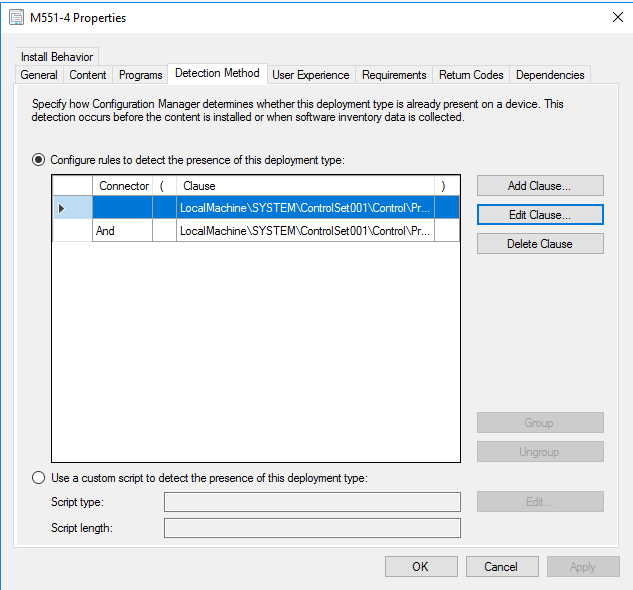 M551-4 Properties
Install Behavior
General Content Programs Detection Method User Experience Requirements Return Codes Dependencies
Specify how Configuration Manager determines whether this deployment type is already present on a device. This
detection occurs before the content is installed or when software inventory data is collected.
Configure rules to detect the presence of this deployment type:
Connector ( Clause )
LocalMachine\SYSTEM\ControlSet001\Control\Pr...
And LocalMachine\SYSTEM\ControlSet001\Control\Pr...
Add Clause...
Edit Clause...
Delete Clause
Group
Ungroup
Use a custom script to detect the presence of this deployment type:
Script type:
Edit...
Script length:
OK Cancel Apply